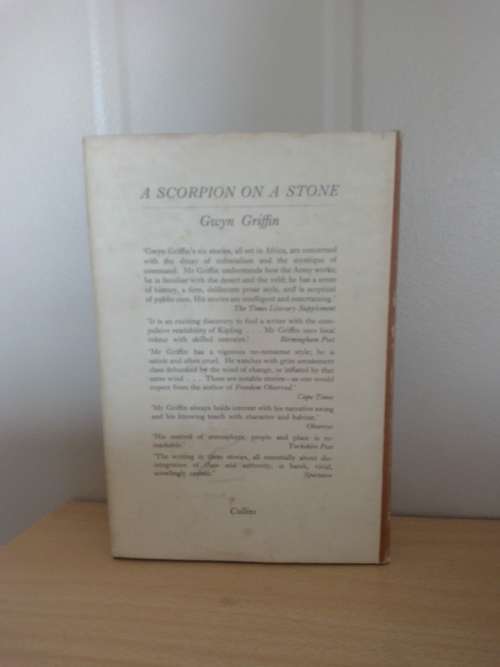 A SCORPION ON A STONE
Gwyn Griffin
'Gwyn Griffin's six stories, all set in Africa, are concerned
with the decay of colonialism and the mystique of
command. Mr Griffin understands how the Army works;
he is familiar with the desert and the wild; he has a sense
of history, a firm, deliberate prose style, and is sceptical
of public men. His stories are intelligent and entertaining.'
The Times Literary Supplement
'It is an exciting discovery to find a writer with the com-
pulsive readability of Kipling . . . Mr Griffin uses local
colour with skilled restraint.' Birmingham Post
'Mr Griffin has a vigorous no-nonsense style; he is
and often cruel. He watches with grim amusement
class debunked by the wind of change, or inflated by that
same wind . . . These are notable stories—as one would
expect from the author of Freedom Observed.'
Cape Times
'Mr Griffin always holds interest with his narrative
and his knowing touch with character and habitat.'
Observer
'His control of atmosphere, people and place is re-
markable.' Yorkshire Post
'The writing in these stories, all essentially about dis-
integration of and authority, is harsh, vivid,
Spectator
Collins